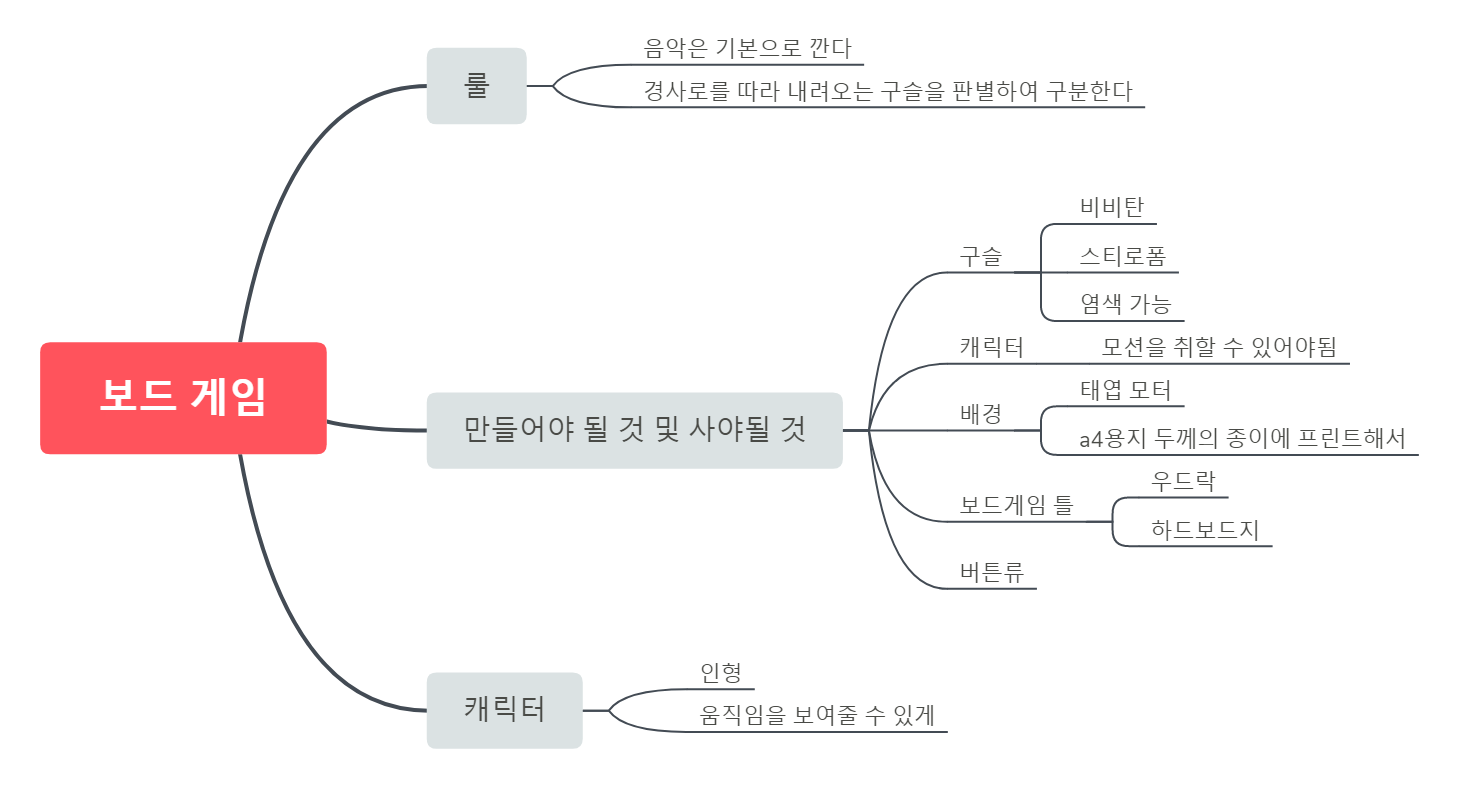 보드 게임
룰
음악은 기본으로 깐다
경사로를 따라 내려오는 구슬을 판별하여 구분한다
만들어야 될 것 및 사야될 것
구슬
비비탄
스티로폼
염색 가능
캐릭터
모션을 취할 수 있어야됨
배경
태엽 모터
a4용지 두께의 종이에 프린트해서
보드게임 틀
우드락
하드보드지
버튼류
캐릭터
인형
움직임을 보여줄 수 있게